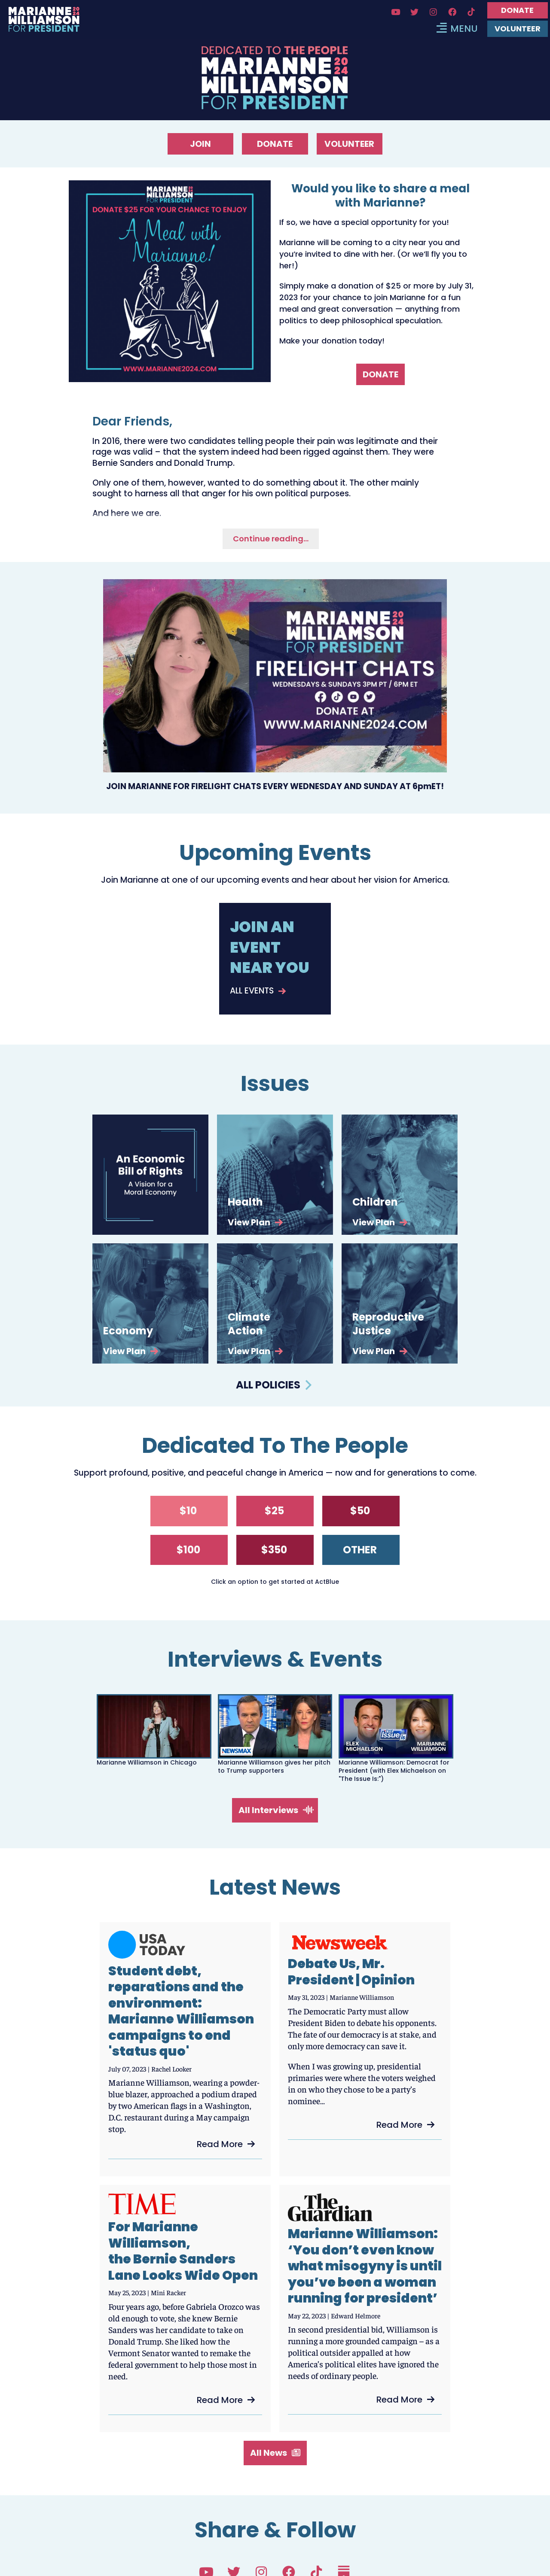 MARIANNE 20
WILLIAMSON 24
FOR PRESIDENT
DONATE
MENU
VOLUNTEER
DEDICATED TO THE PEOPLE
MARIANNE 20
WILLIAMSON 24
FOR PRESIDENT
JOIN
DONATE
VOLUNTEER
MARIANNE 20
WILLIAMSON 24
FOR PRESIDENT
DONATE $25 FOR YOUR CHANCE TO ENJOY
A Meal with
Marianne!
WWW.MARIANNE2024.COM
Would you like to share a meal
with Marianne?
If so, we have a special opportunity for you!
Marianne will be coming to a city near you and
you're invited to dine with her. (Or we'll fly you to
her!)
Simply make a donation of $25 or more by July 31,
2023 for your chance to join Marianne for a fun
meal and great conversation — anything from
politics to deep philosophical speculation.
Make your donation today!
DONATE
Dear Friends,
In 2016, there were two candidates telling people their pain was legitimate and their
rage was valid – that the system indeed had been rigged against them. They were
Bernie Sanders and Donald Trump.
Only one of them, however, wanted to do something about it. The other mainly
sought to harness all that anger for his own political purposes.
And here we are.
Continue reading...
MARIANNE 20
WILLIAMSON 24
FOR PRESIDENT
FIRELIGHT CHATS
WEDNESDAYS & SUNDAYS 3PM PT / 6PM ET
DONATE AT
WWW.MARIANNE2024.COM
JOIN MARIANNE FOR FIRELIGHT CHATS EVERY WEDNESDAY AND SUNDAY AT 6pmET!
Upcoming Events
Join Marianne at one of our upcoming events and hear about her vision for America.
JOIN AN
EVENT
NEAR YOU
ALL EVENTS
Issues
An Economic
Bill of Rights
A Vision for a
Moral Economy
Health
View Plan
Children
View Plan
Economy
View Plan
Climate
Action
View Plan
Reproductive
Justice
View Plan
ALL POLICIES
Dedicated To The People
Support profound, positive, and peaceful change in America — now and for generations to come.
$10
$25
$50
$100
$350
OTHER
Click an option to get started at ActBlue
Interviews & Events
Marianne Williamson in Chicago
NEWSMAX
Marianne Williamson gives her pitch
to Trump supporters
ELEX
MICHAELSON
Issue IS:
MARIANNE
WILLIAMSON
Marianne Williamson: Democrat for
President (with Elex Michaelson on
"The Issue Is:")
All Interviews
Latest News
USA
TODAY
Student debt,
reparations and the
environment:
Marianne Williamson
campaigns to end
'status quo'
July 07, 2023 | Rachel Looker
Marianne Williamson, wearing a powder-
blue blazer, approached a podium draped
by two American flags in a Washington,
D.C. restaurant during a May campaign
stop.
Read More
Newsweek
Debate Us, Mr.
President | Opinion
May 31, 2023 | Marianne Williamson
The Democratic Party must allow
President Biden to debate his opponents.
The fate of our democracy is at stake, and
only more democracy can save it.
When I was growing up, presidential
primaries were where the voters weighed
in on who they chose to be a party's
nominee...
Read More
TIME
For Marianne
Williamson,
the Bernie Sanders
Lane Looks Wide Open
May 25, 2023 | Mini Racker
Four years ago, before Gabriela Orozco was
old enough to vote, she knew Bernie
Sanders was her candidate to take on
Donald Trump. She liked how the
Vermont Senator wanted to remake the
federal government to help those most in
need.
Read More
The
Guardian
Marianne Williamson:
‘You don’t even know
what misogyny is until
you’ve been a woman
running for president’
May 22, 2023 | Edward Helmore
In second presidential bid, Williamson is
running a more grounded campaign – as a
political outsider appalled at how
America's political elites have ignored the
needs of ordinary people.
Read More
All News
Share & Follow